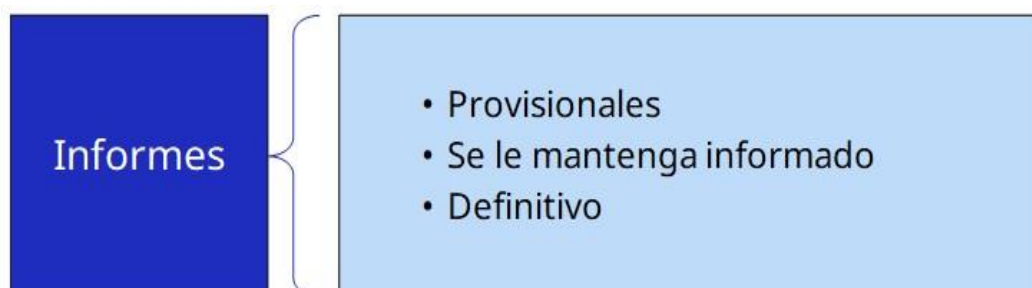 Informes
• Provisionales
• Se le mantenga informado
• Definitivo